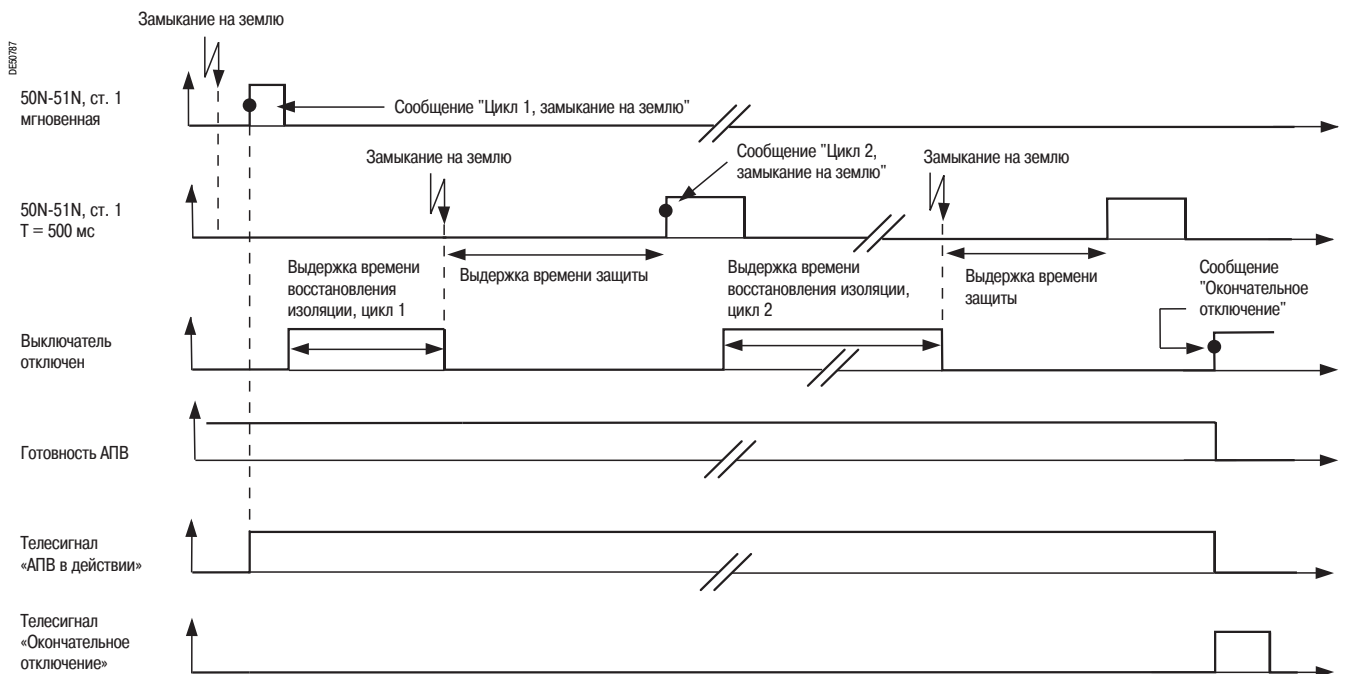 Замыкание на землю
DE50787
50N-51N, ст. 1
мгновенная
Сообщение "Цикл 1, замыкание на землю"
Замыкание на землю
Сообщение "Цикл 2,
замыкание на землю"
Замыкание на землю
50N-51N, ст. 1
T = 500 мс
Выдержка времени
восстановления
изоляции, цикл 1
Выдержка времени защиты
Выдержка времени
восстановления изоляции,
цикл 2
Выдержка времени
защиты
Сообщение
"Окончательное
отключение"
Выключатель
отключен
Готовность АПВ
Телесигнал
«АПВ в действии»
Телесигнал
«Окончательное
отключение»